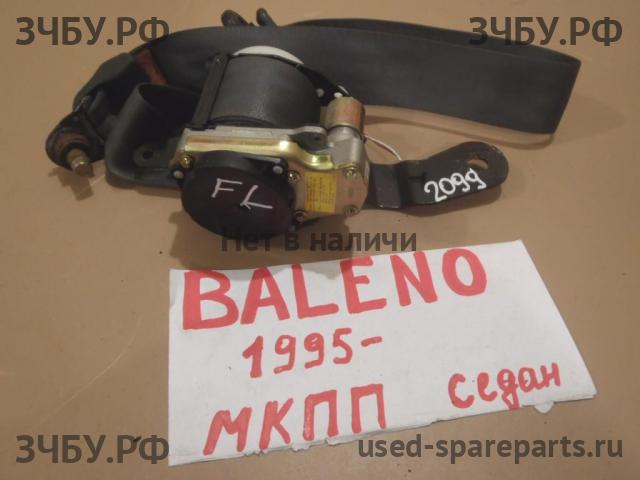 ЗЧБУ.РФ
ЗЧБУ.РФ
FL
2099
Нет в наличи
BALENO
1995-
МКПП седан
ЗЧБУ.РФ
used-spareparts.ru